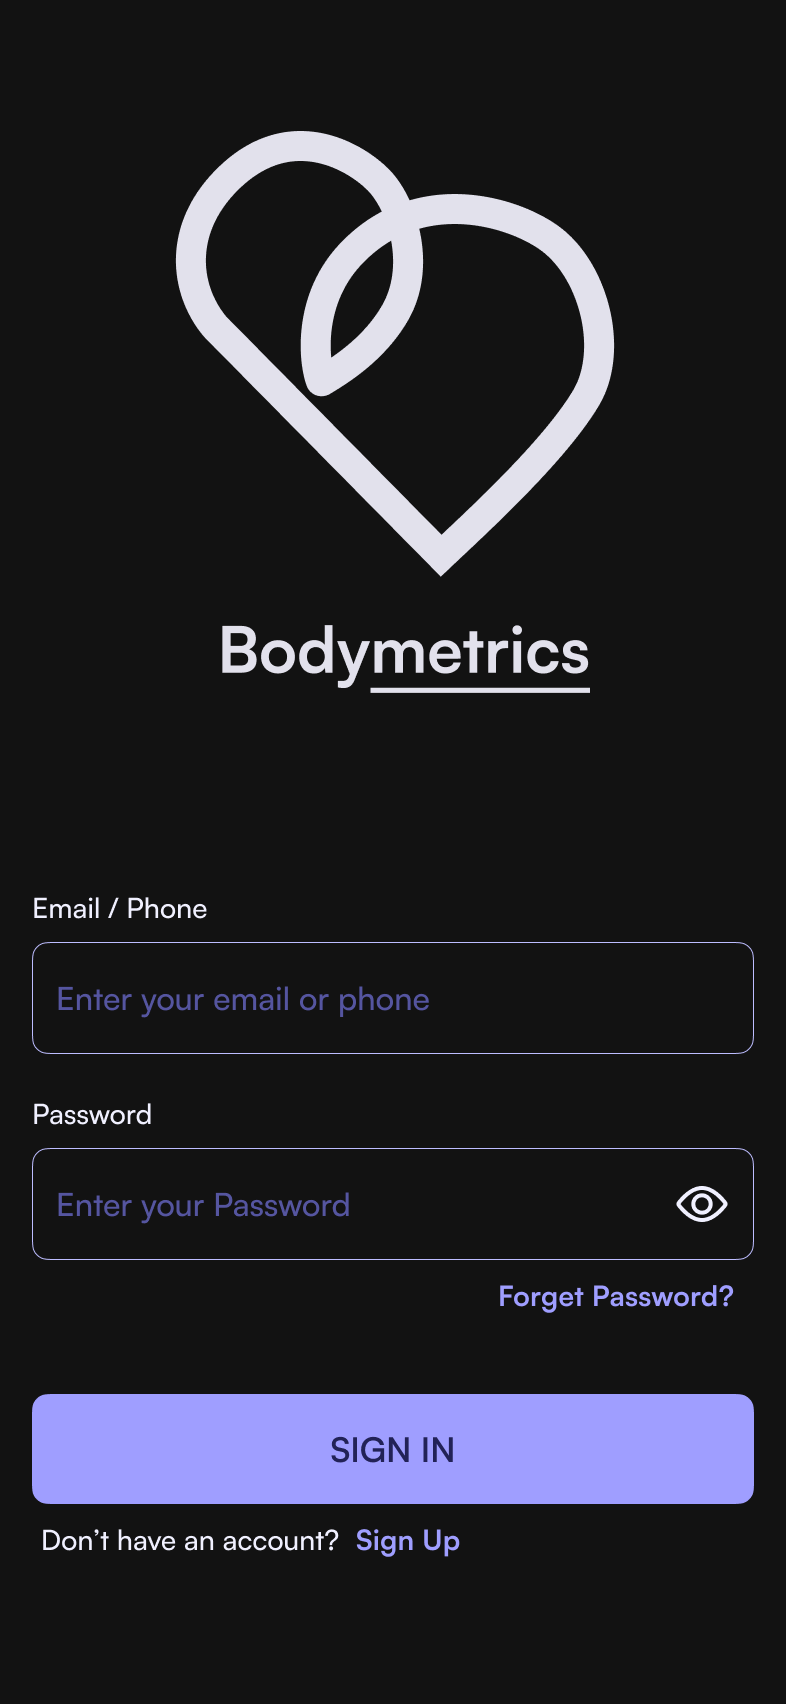 Bodymetrics
Email / Phone
Enter your email or phone
Password
Enter your Password
Forget Password?
SIGN IN
Don’t have an account? Sign Up